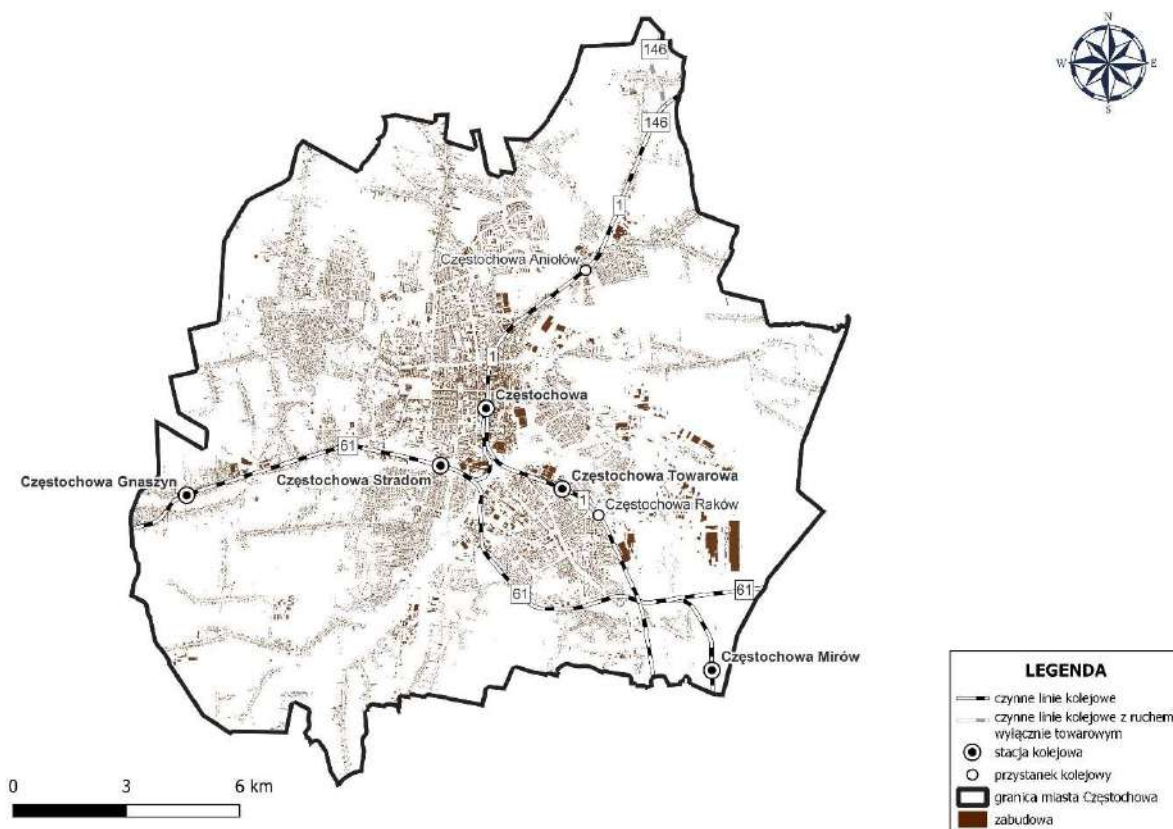 N
W E
S
146
146
1
Częstochowa Aniołów
1
Częstochowa
61
Częstochowa Gnaszyn
Częstochowa Stradom
Częstochowa Towarowa
1
Częstochowa Raków
61
61
Częstochowa Mirów
0 3 6 km
LEGENDA
czynne linie kolejowe
czynne linie kolejowe z ruchem
wyłącznie towarowym
stacja kolejowa
przystanek kolejowy
granica miasta Częstochowa
zabudowa